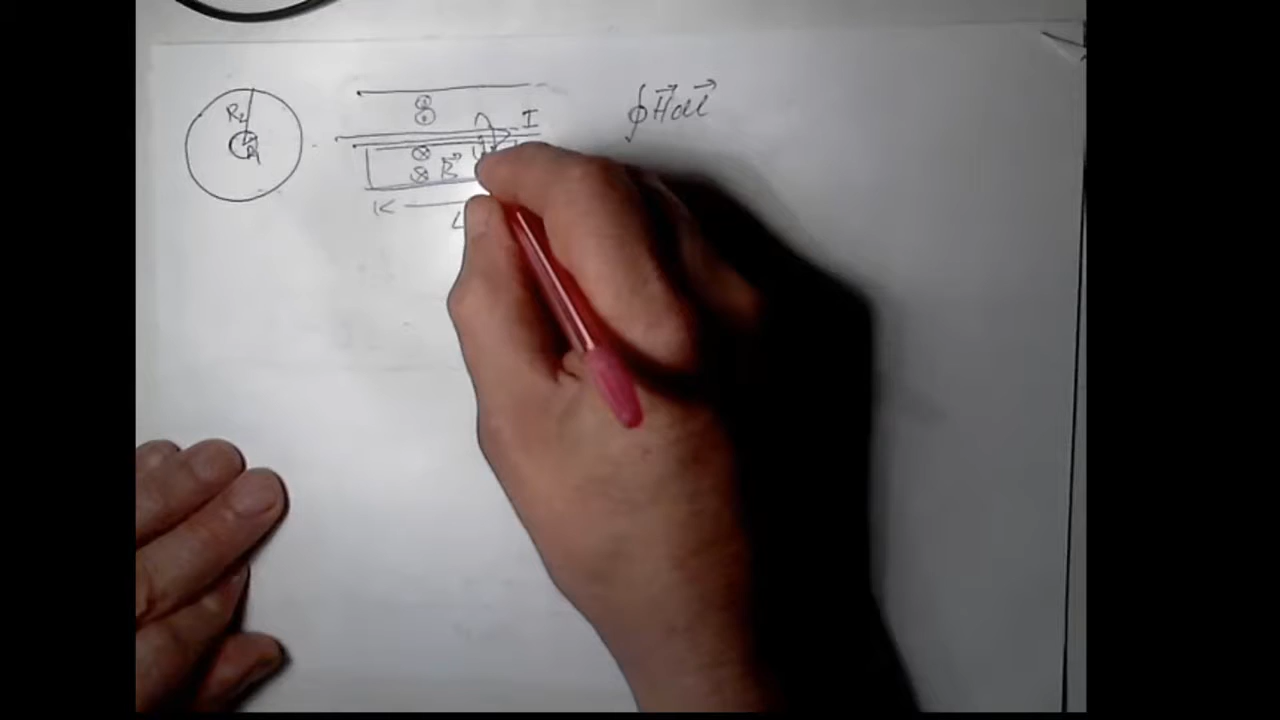 R₂
R₁
I
∮H⃗dl⃗
B⃗
L